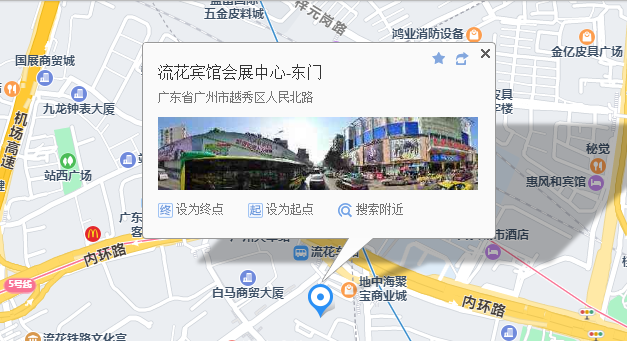 五金皮料城
梓元岗路
鸿业消防设备
金亿皮具广场
国展商贸城
九龙钟表大厦
机场高速
站西广场
流花宾馆会展中心-东门
广东省广州市越秀区人民北路
终 设为终点
起 设为起点
搜索附近
秘觉
惠风和宾馆
内环路
5号线
白马商贸大厦
地中海聚
宝商业城
内环路
流花铁路文化宫